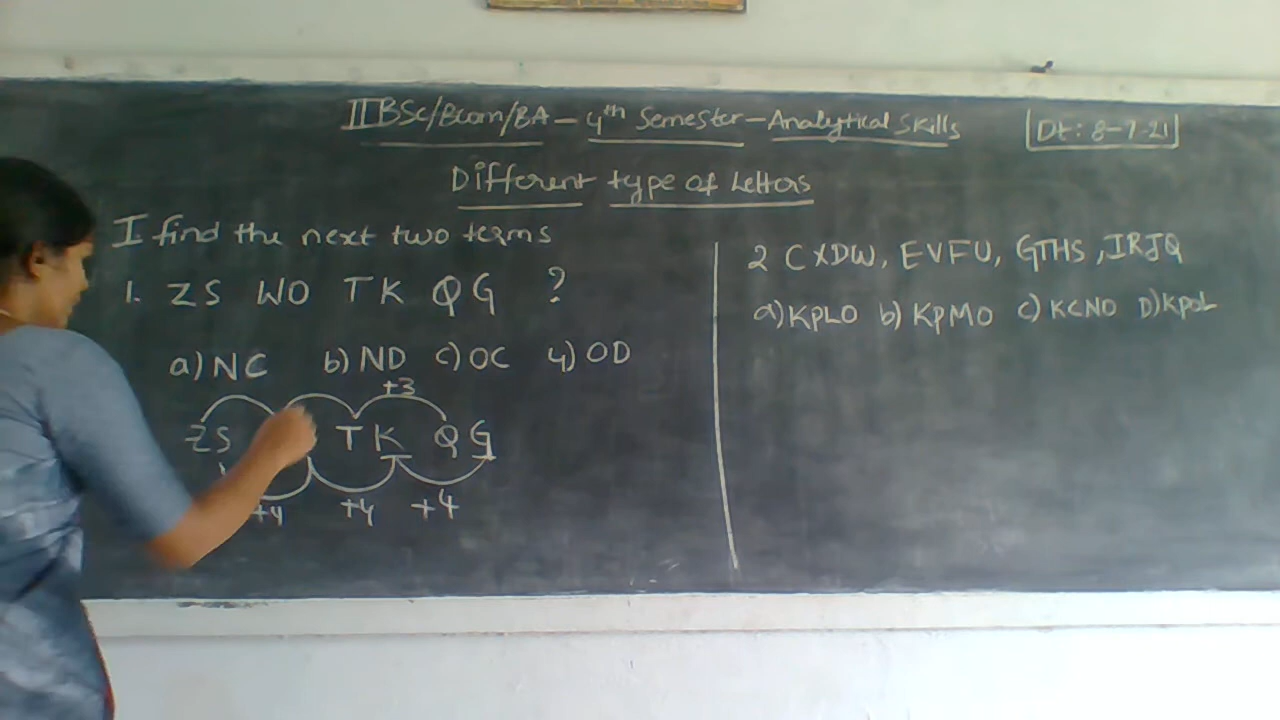 II BSc/Bcom/BA – 4th Semester – Analytical Skills
Dt: 8-7-21
Different type of Letters
I find the next two terms
1. ZS WO TK QG ?
a) NC b) ND c) OC 4) OD
+3
ZS TK QG
+4 +4 +4
2 CXDW, EVFU, GTHS, IRJQ
a) KPLO b) KPMO c) KCNO D) KPOL